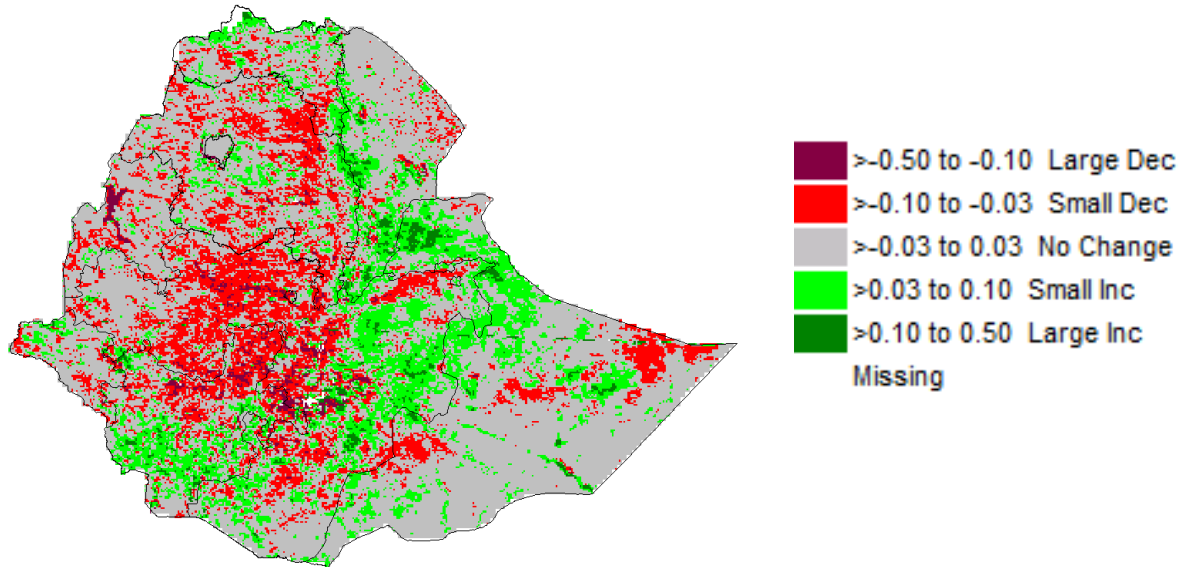 >-0.50 to -0.10 Large Dec
>-0.10 to -0.03 Small Dec
>-0.03 to 0.03 No Change
>0.03 to 0.10 Small Inc
>0.10 to 0.50 Large Inc
Missing